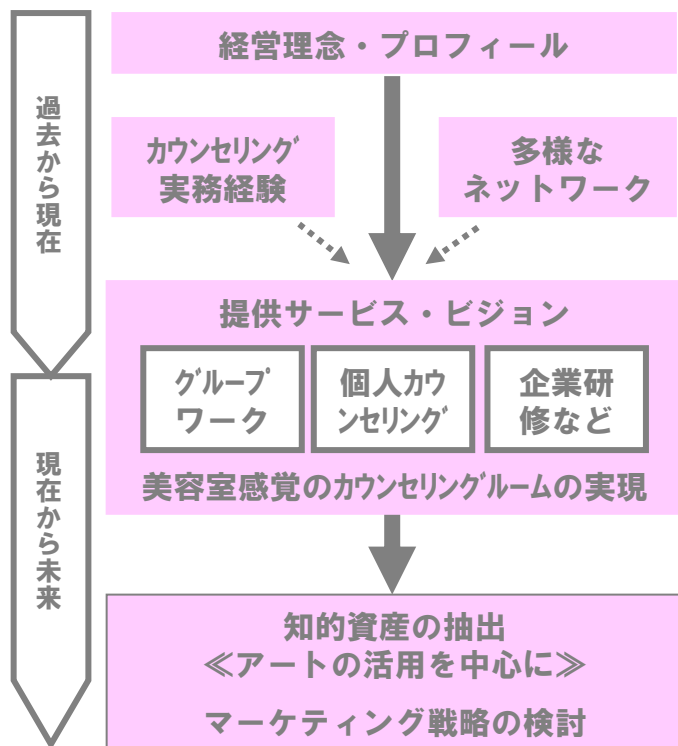 経営理念・プロフィール
過去から現在
カウンセリング
実務経験
多様な
ネットワーク
提供サービス・ビジョン
グループ
ワーク
個人カウ
ンセリング
企業研
修など
美容室感覚のカウンセリングルームの実現
現在から未来
知的資産の抽出
≪アートの活用を中心に≫
マーケティング戦略の検討